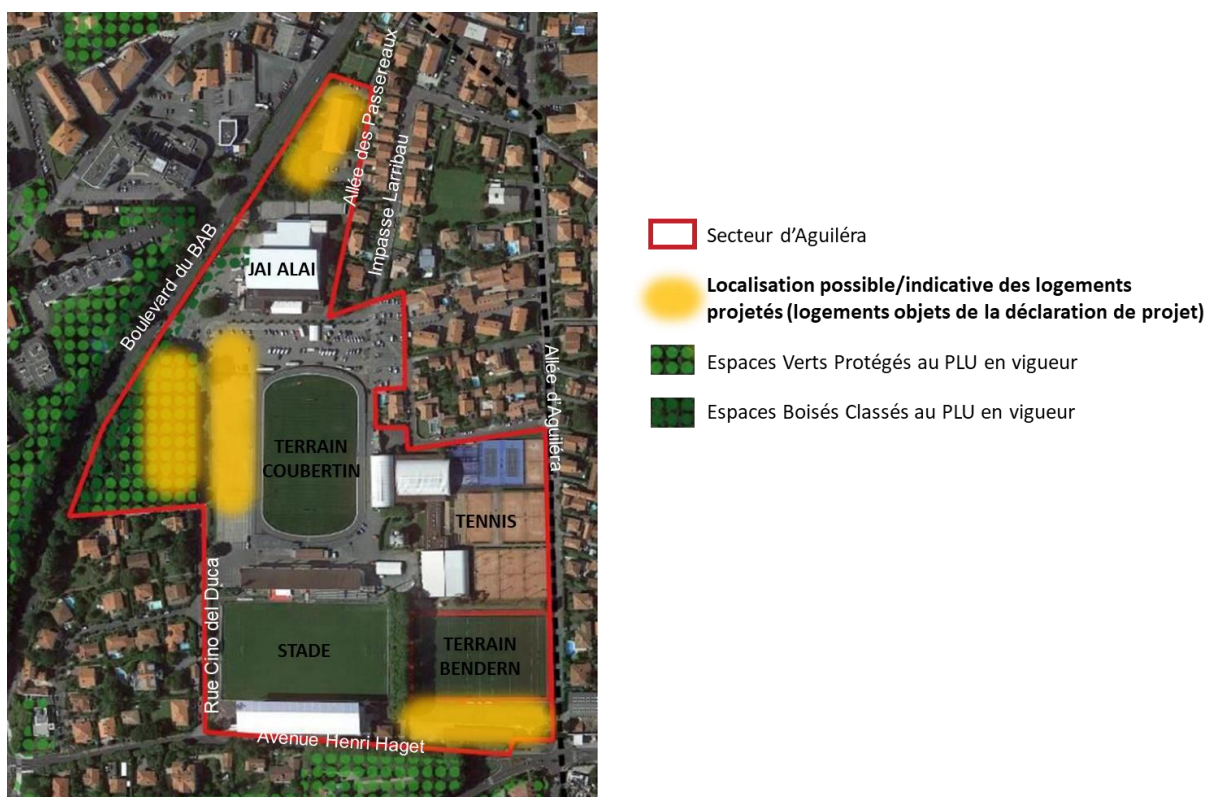 Allée des Passereaux
Impasse Larribau
Boulevard du BAB
JAI ALAI
Allée d'Aguiléra
TERRAIN
COUBERTIN
TENNIS
Rue Cino del Duca
STADE
TERRAIN
BENDERN
Avenue Henri Haget
Secteur d'Aguiléra
Localisation possible/indicative des logements
projetés (logements objets de la déclaration de projet)
Espaces Verts Protégés au PLU en vigueur
Espaces Boisés Classés au PLU en vigueur